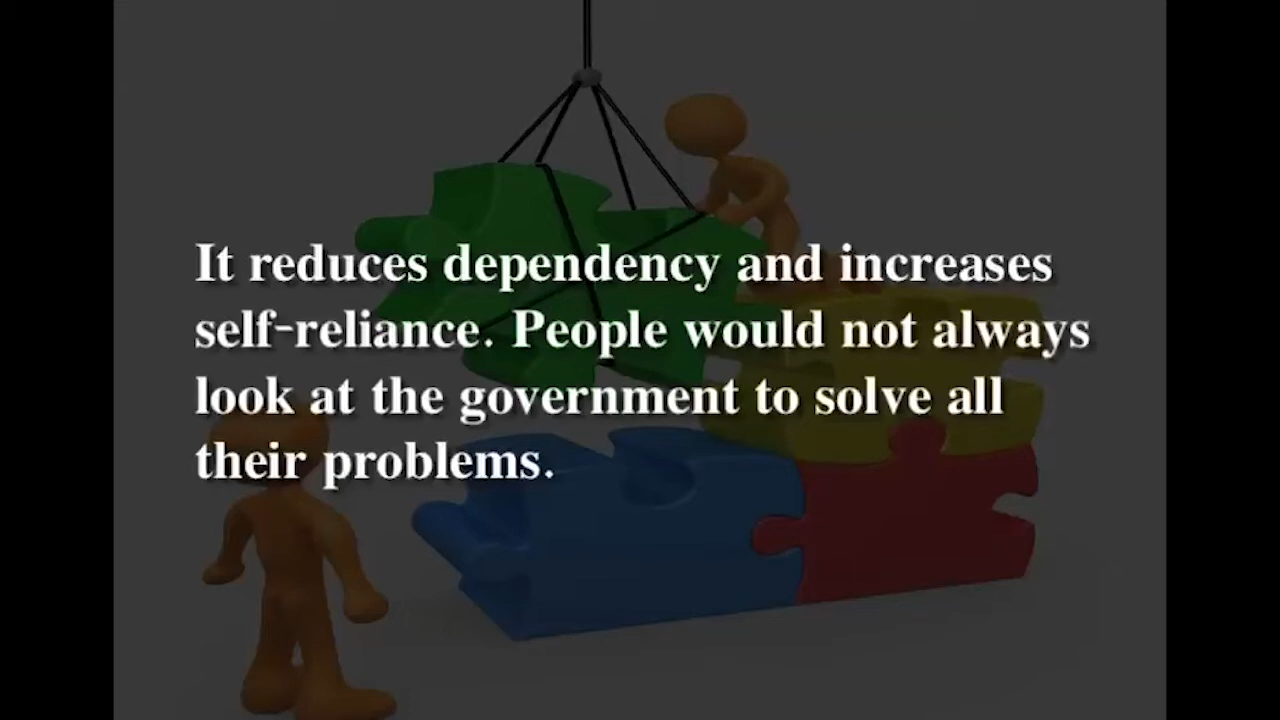 It reduces dependency and increases
self-reliance. People would not always
look at the government to solve all
their problems.